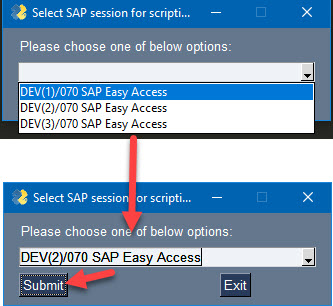 Select SAP session for scripti...
Please choose one of below options:
DEV(1)/070 SAP Easy Access
DEV(2)/070 SAP Easy Access
DEV(3)/070 SAP Easy Access
Select SAP session for scripti...
Please choose one of below options:
DEV(2)/070 SAP Easy Access
Submit
Exit